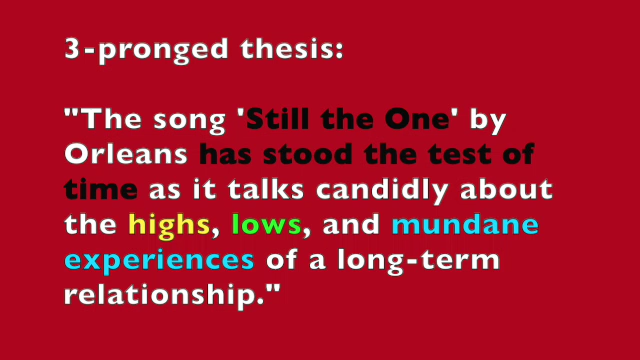 3-pronged thesis:
"The song 'Still the One' by
Orleans has stood the test of
time as it talks candidly about
the highs, lows, and mundane
experiences of a long-term
relationship."